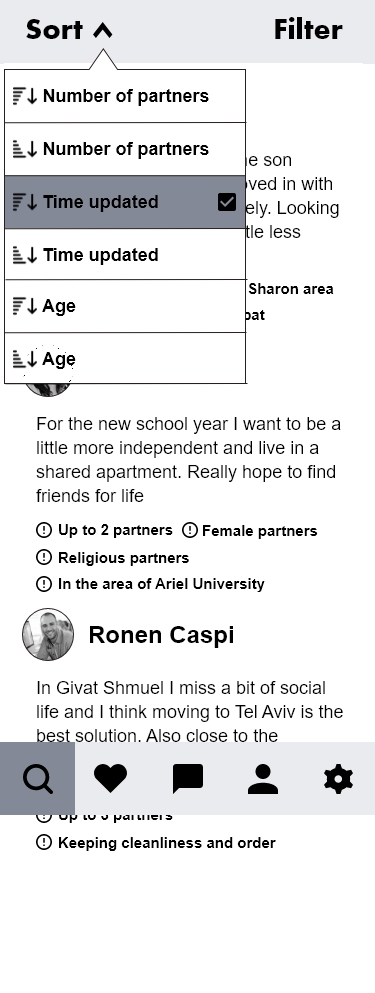 Sort Filter
Number of partners
Number of partners
son
in with
Time updated
ely. Looking
less
Time updated
Sharon area
Age
Age
For the new school year I want to be a
little more independent and live in a
shared apartment. Really hope to find
friends for life
Up to 2 partners Female partners
Religious partners
In the area of Ariel University
Ronen Caspi
In Givat Shmuel I miss a bit of social
life and I think moving to Tel Aviv is the
best solution. Also close to the
Up to 3 partners
Keeping cleanliness and order